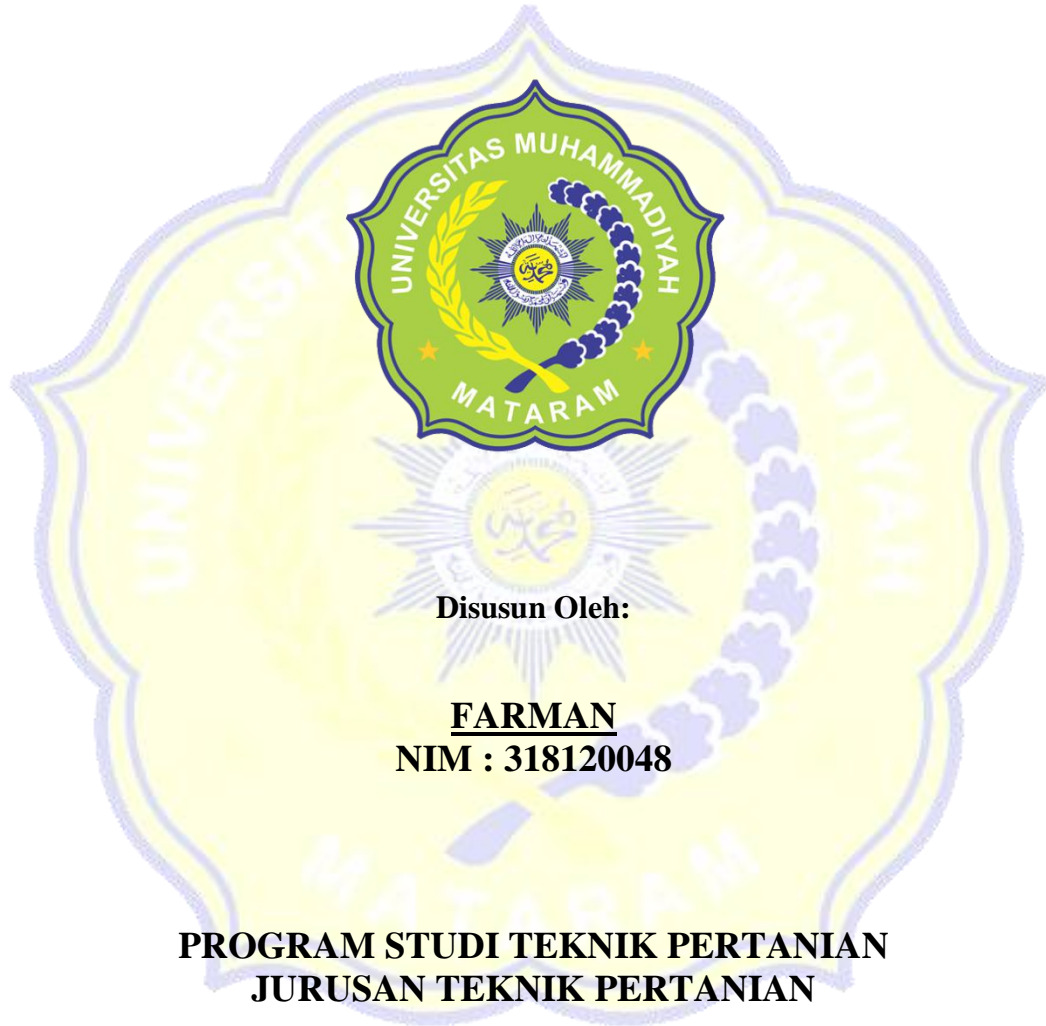 UNIVERSITAS MUHAMMADIYAH
MATARAM
Disusun Oleh:
FARMAN
NIM : 318120048
PROGRAM STUDI TEKNIK PERTANIAN
JURUSAN TEKNIK PERTANIAN